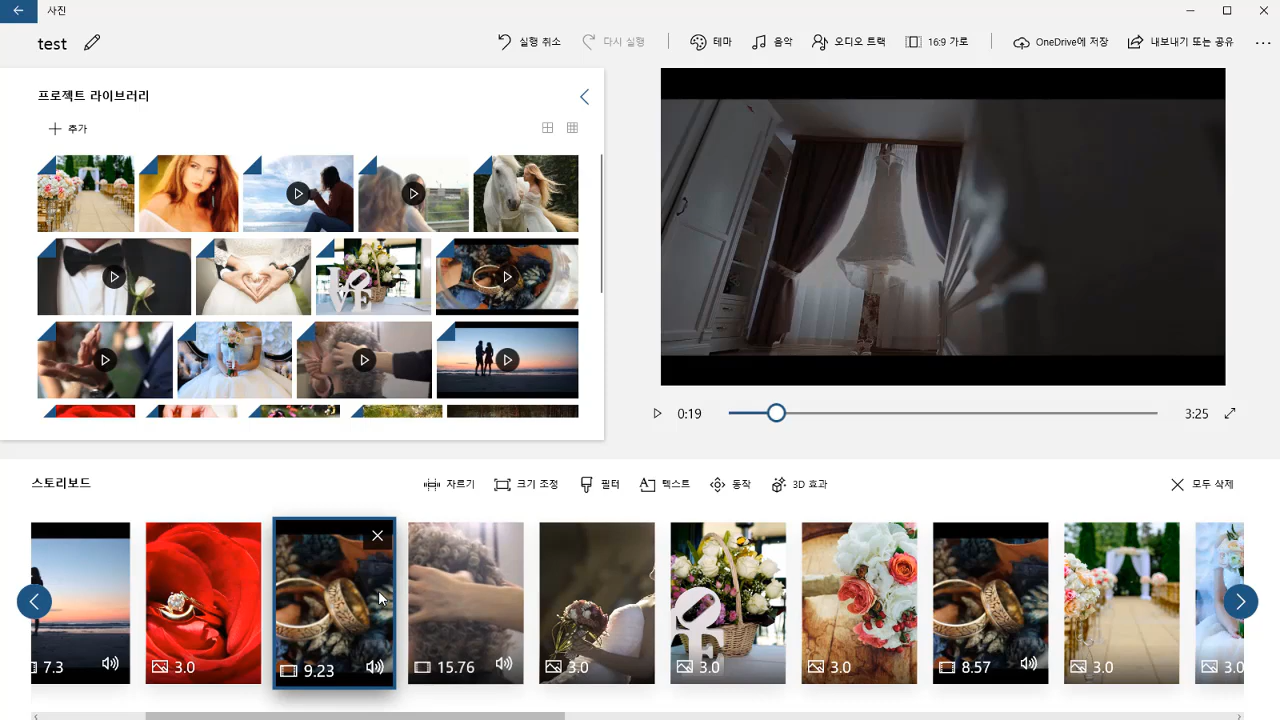 사진
test
실행 취소
다시 실행
테마
음악
오디오 트랙
16:9 가로
OneDrive에 저장
내보내기 또는 공유
프로젝트 라이브러리
추가
LOVE
0:19
3:25
스토리보드
자르기
크기 조정
필터
텍스트
동작
3D 효과
모두 삭제
7.3
3.0
9.23
15.76
3.0
3.0
3.0
8.57
3.0
3.0